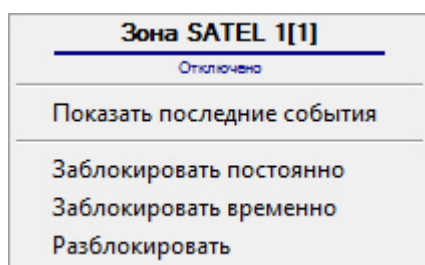 Зона SATEL 1[1]
Отключено
Показать последние события
Заблокировать постоянно
Заблокировать временно
Разблокировать